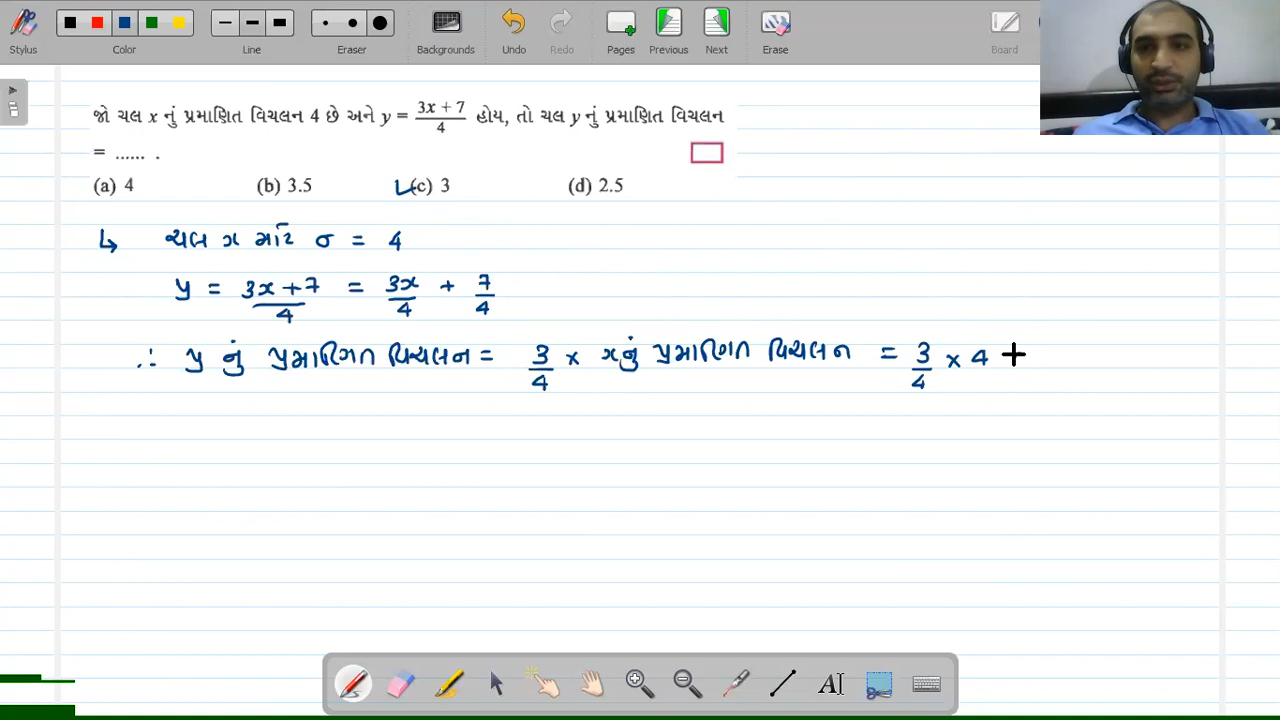 Stylus Color Line Eraser Backgrounds Undo Redo Pages Previous Next Erase Board
જો ચલ x નું પ્રમાણિત વિચલન 4 છે અને y = 3x + 7 / 4 હોય, તો ચલ y નું પ્રમાણિત વિચલન
= ...... .
(a) 4 (b) 3.5 (c) 3 (d) 2.5
↳ ચલ x માટે σ = 4
y = 3x+7 / 4 = 3x / 4 + 7 / 4
∴ y નું પ્રમાણિત વિચલન = 3 / 4 × x નું પ્રમાણિત વિચલન = 3 / 4 × 4